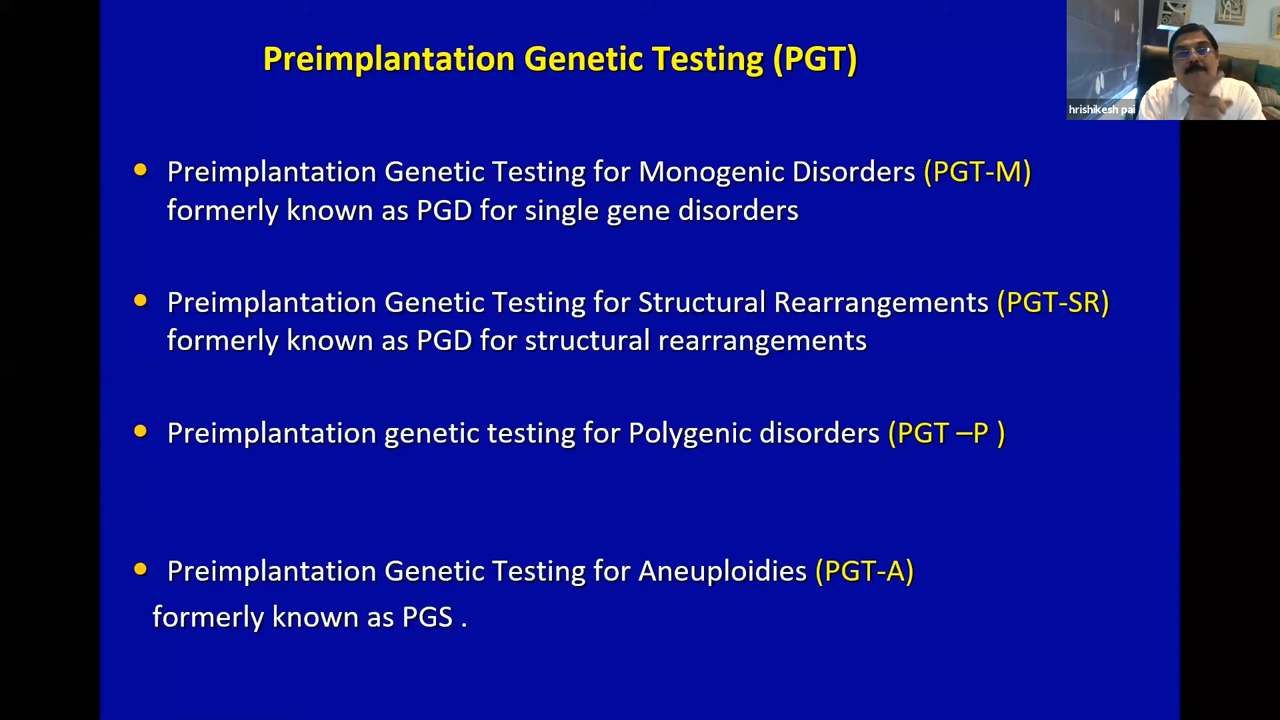 Preimplantation Genetic Testing (PGT)
hrishikesh pai
Preimplantation Genetic Testing for Monogenic Disorders (PGT-M)
formerly known as PGD for single gene disorders
Preimplantation Genetic Testing for Structural Rearrangements (PGT-SR)
formerly known as PGD for structural rearrangements
Preimplantation genetic testing for Polygenic disorders (PGT –P )
Preimplantation Genetic Testing for Aneuploidies (PGT-A)
formerly known as PGS .